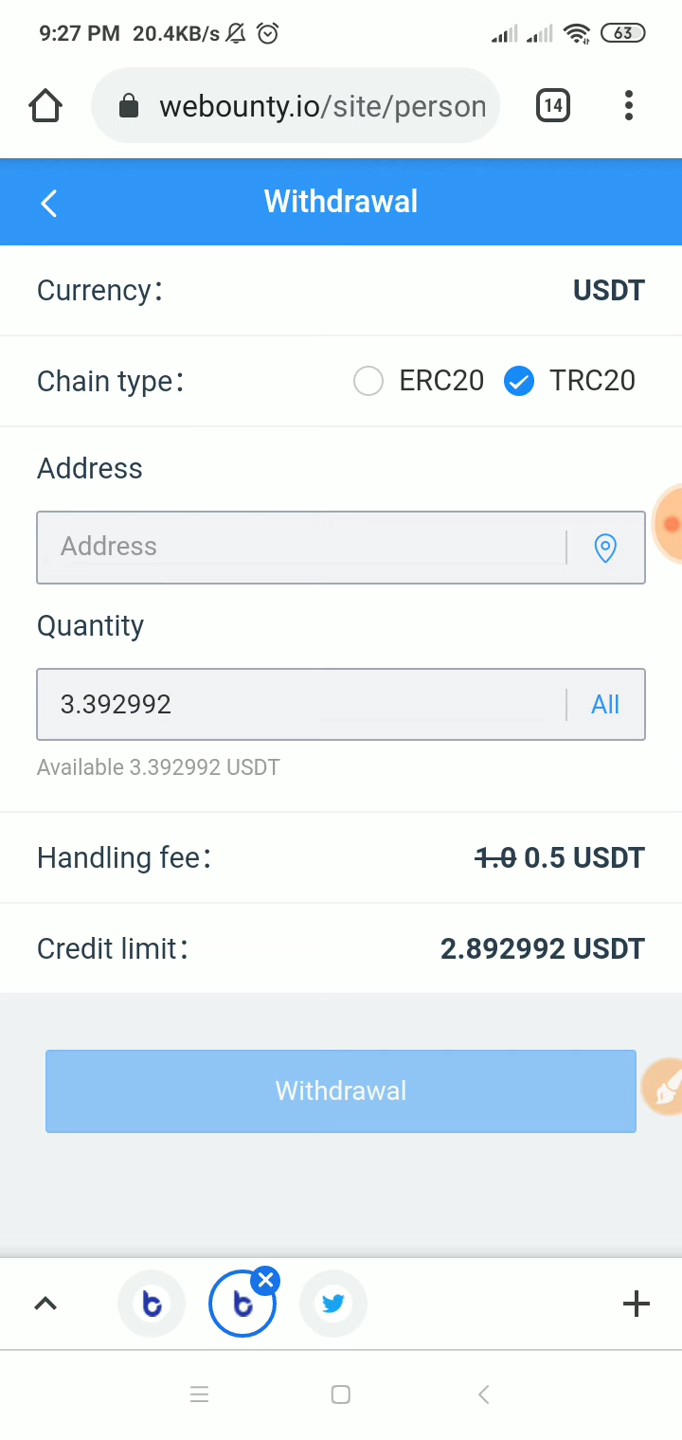 9:27 PM 20.4KB/s 63
webounty.io/site/person 14
Withdrawal
Currency: USDT
Chain type: ERC20 TRC20
Address
Address
Quantity
3.392992 All
Available 3.392992 USDT
Handling fee: 1.0 0.5 USDT
Credit limit: 2.892992 USDT
Withdrawal